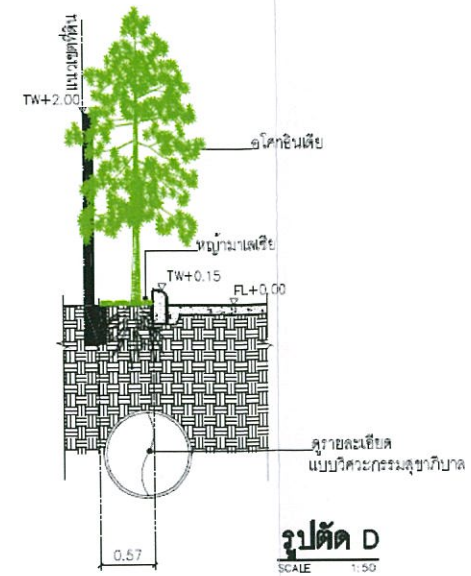 แนวเขตที่ดิน
TW+2.00
อโศกอินเดีย
หญ้ามาเลเซีย
TW+0.15
FL+0.00
ดูรายละเอียด
แบบวิศวะกรรมสุขาภิบาล
0.57
รูปตัด D
SCALE 1:50